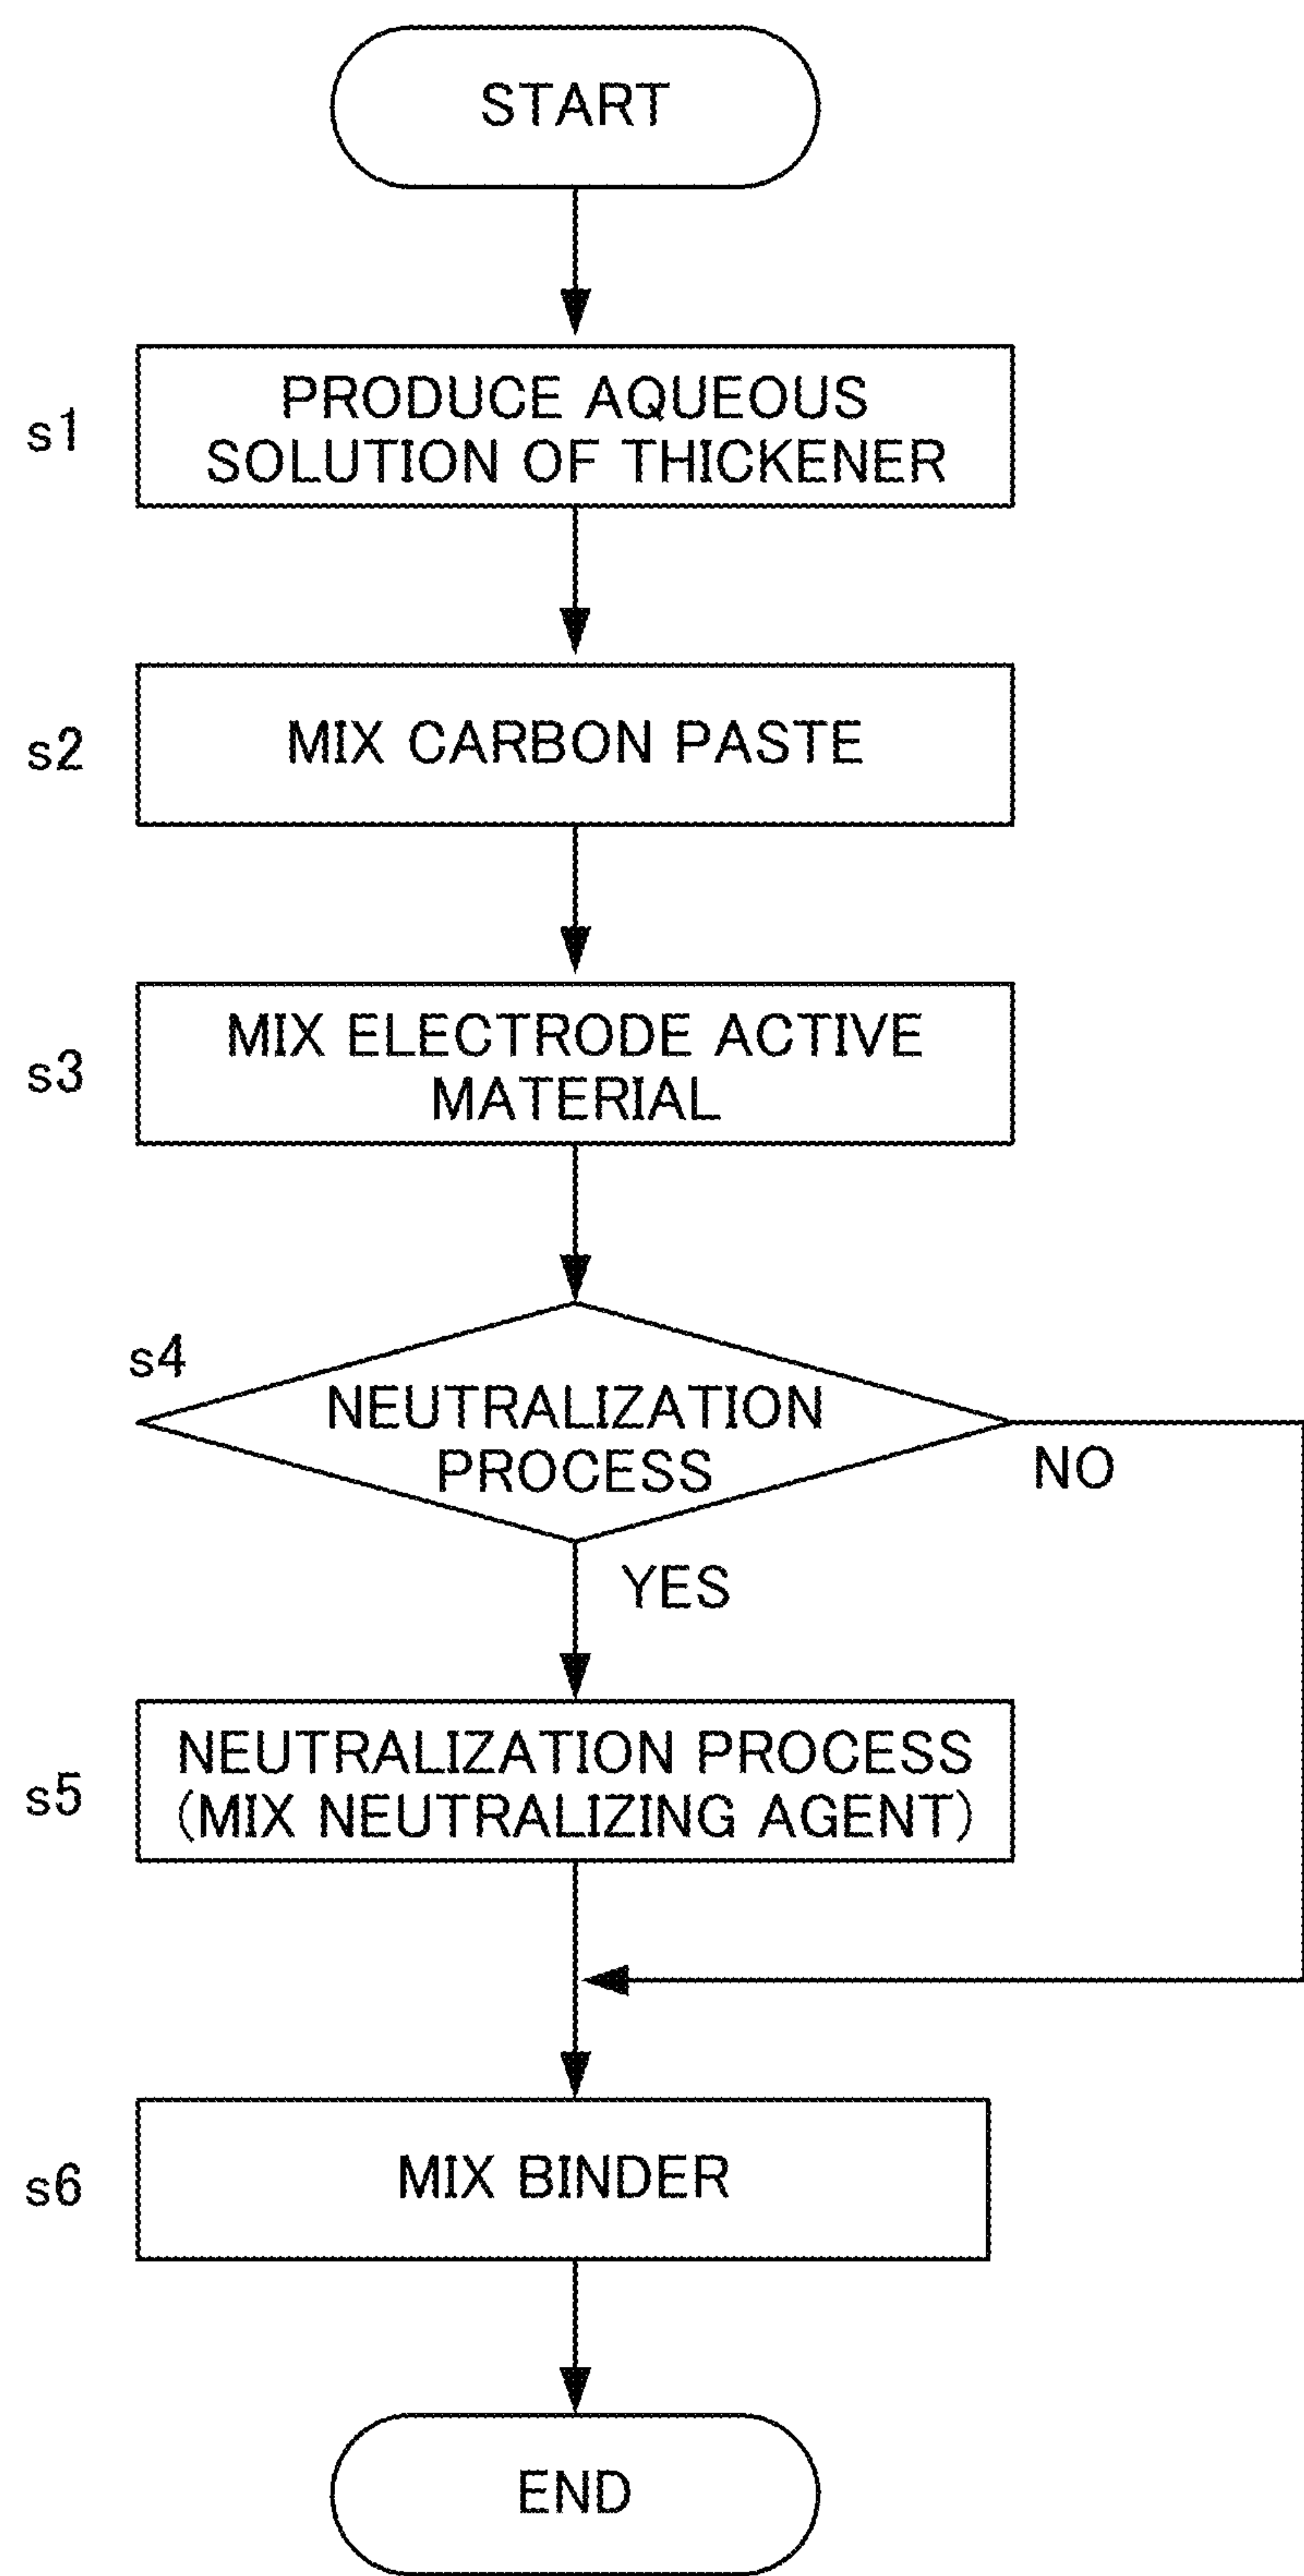 START
s1
PRODUCE AQUEOUS
SOLUTION OF THICKENER
s2
MIX CARBON PASTE
s3
MIX ELECTRODE ACTIVE
MATERIAL
s4
NEUTRALIZATION
PROCESS
NO
YES
s5
NEUTRALIZATION PROCESS
(MIX NEUTRALIZING AGENT)
s6
MIX BINDER
END